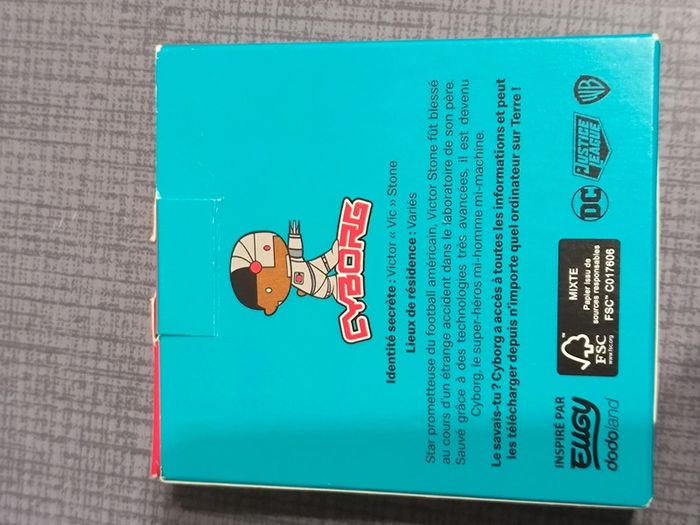 CYBORG
Identité secrète : Victor « Vic » Stone
Lieux de résidence : Variés
Star prometteuse du football américain, Victor Stone fût blessé
au cours d'un étrange accident dans le laboratoire de son père.
Sauvé grâce à des technologies très avancées, il est devenu
Cyborg, le super-héros mi-homme mi-machine.
Le savais-tu ? Cyborg a accès à toutes les informations et peut
les télécharger depuis n'importe quel ordinateur sur Terre !
INSPIRÉ PAR
Eugy
dodoland
FSC
www.fsc.org
MIXTE
Papier issu de
sources responsables
FSC™ C017606
DC
JUSTICE
LEAGUE
WB